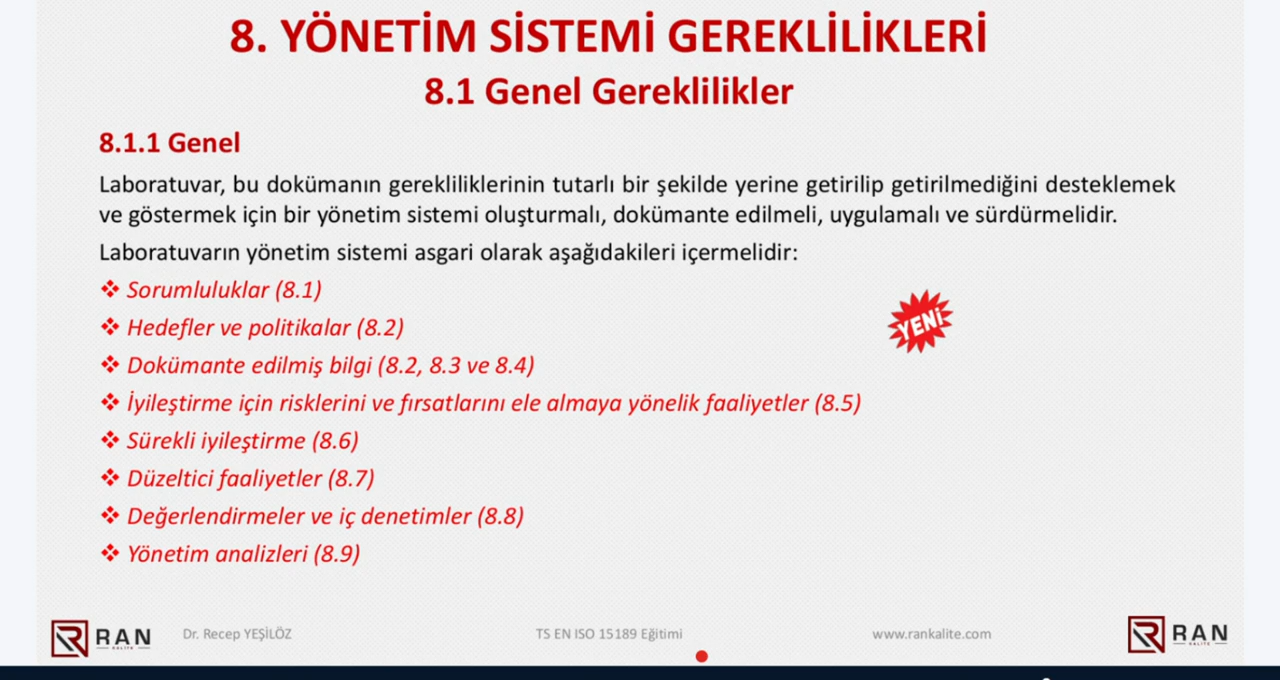 8. YÖNETİM SİSTEMİ GEREKLİLİKLERİ
8.1 Genel Gereklilikler
8.1.1 Genel
Laboratuvar, bu dokümanın gerekliliklerinin tutarlı bir şekilde yerine getirilip getirilmediğini desteklemek
ve göstermek için bir yönetim sistemi oluşturmalı, dokümante edilmeli, uygulamalı ve sürdürmelidir.
Laboratuvarın yönetim sistemi asgari olarak aşağıdakileri içermelidir:
❖ Sorumluluklar (8.1)
❖ Hedefler ve politikalar (8.2)
YENİ
❖ Dokümante edilmiş bilgi (8.2, 8.3 ve 8.4)
❖ İyileştirme için risklerini ve fırsatlarını ele almaya yönelik faaliyetler (8.5)
❖ Sürekli iyileştirme (8.6)
❖ Düzeltici faaliyetler (8.7)
❖ Değerlendirmeler ve iç denetimler (8.8)
❖ Yönetim analizleri (8.9)
RAN
KALİTE
Dr. Recep YEŞİLÖZ
TS EN ISO 15189 Eğitimi
www.rankalite.com
RAN
KALİTE